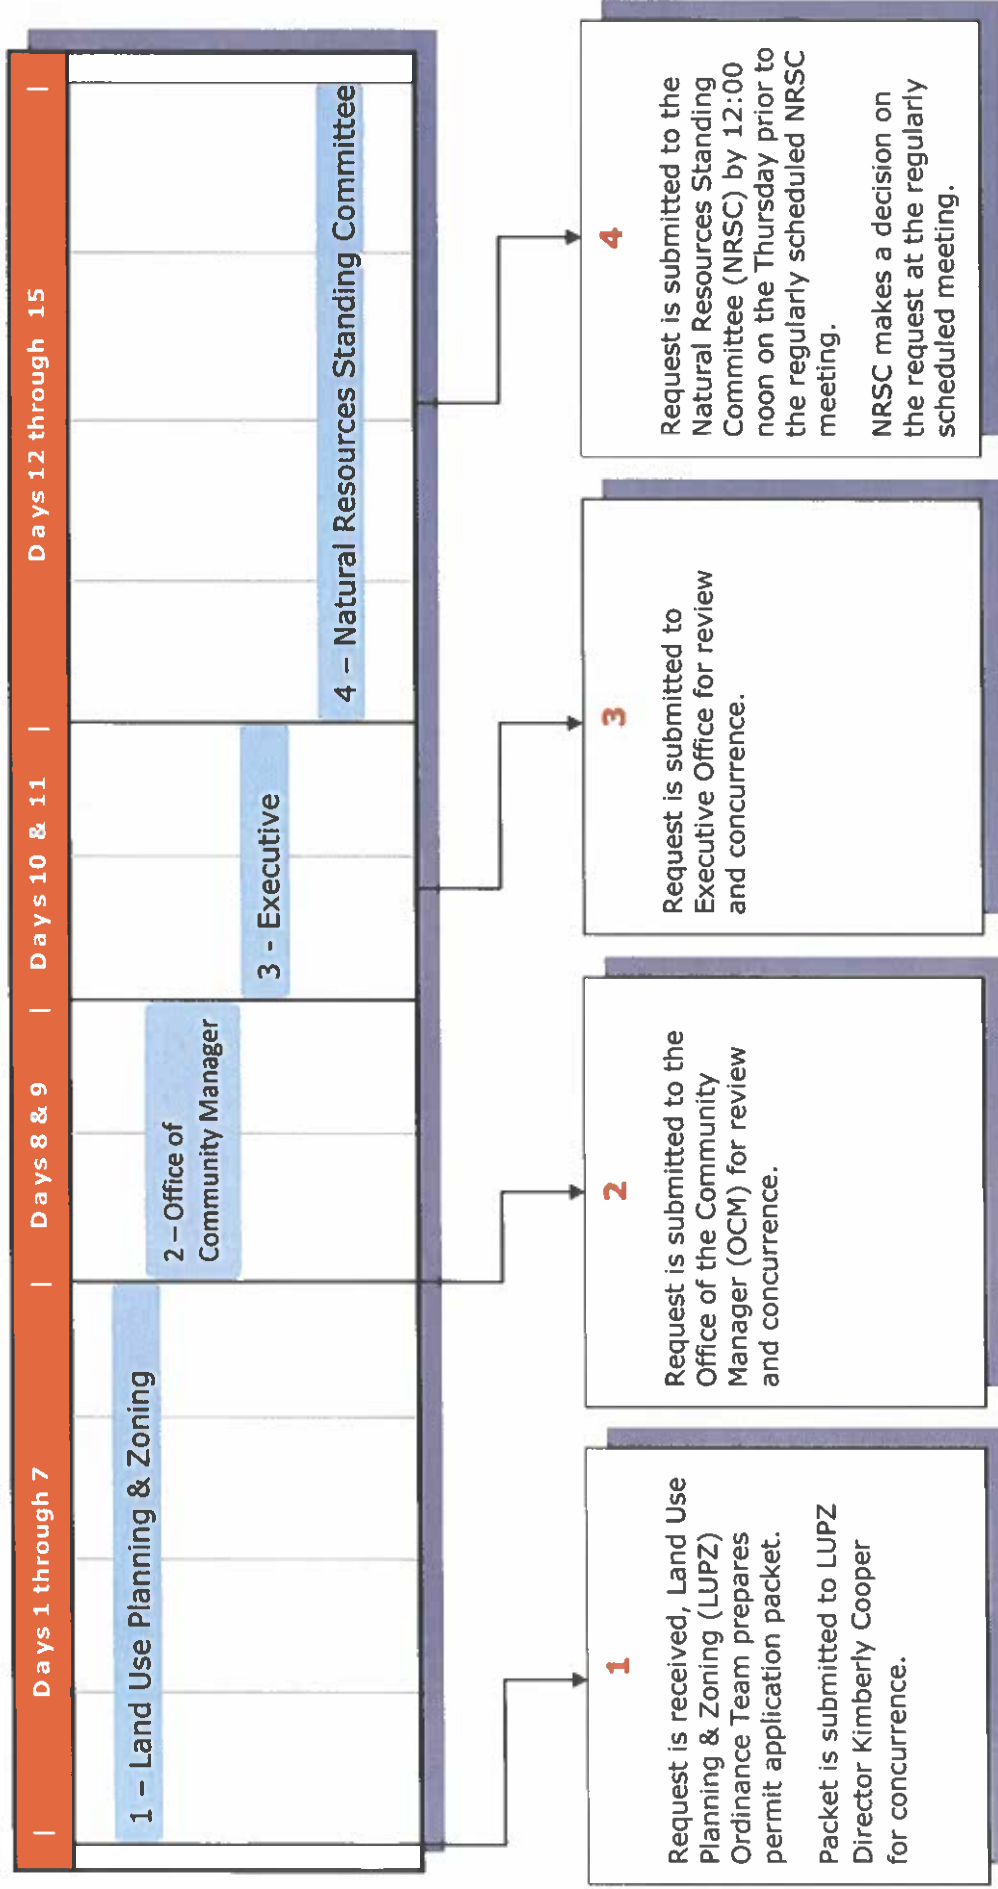 Days 1 through 7 | Days 8 & 9 | Days 10 & 11 | Days 12 through 15
1 – Land Use Planning & Zoning
2 – Office of
Community Manager
3 - Executive
4 – Natural Resources Standing Committee
1
Request is received, Land Use
Planning & Zoning (LUPZ)
Ordinance Team prepares
permit application packet.
Packet is submitted to LUPZ
Director Kimberly Cooper
for concurrence.
2
Request is submitted to the
Office of the Community
Manager (OCM) for review
and concurrence.
3
Request is submitted to
Executive Office for review
and concurrence.
4
Request is submitted to the
Natural Resources Standing
Committee (NRSC) by 12:00
noon on the Thursday prior to
the regularly scheduled NRSC
meeting.
NRSC makes a decision on
the request at the regularly
scheduled meeting.